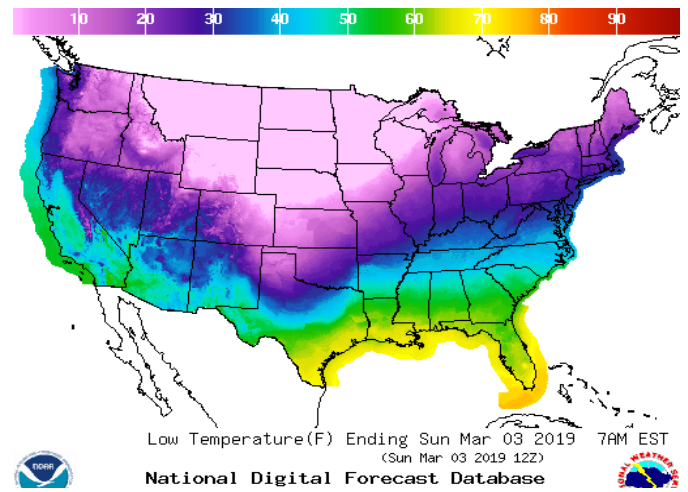 10 20 30 40 50 60 70 80 90
Low Temperature(F) Ending Sun Mar 03 2019 7AM EST
(Sun Mar 03 2019 12Z)
National Digital Forecast Database
NOAA